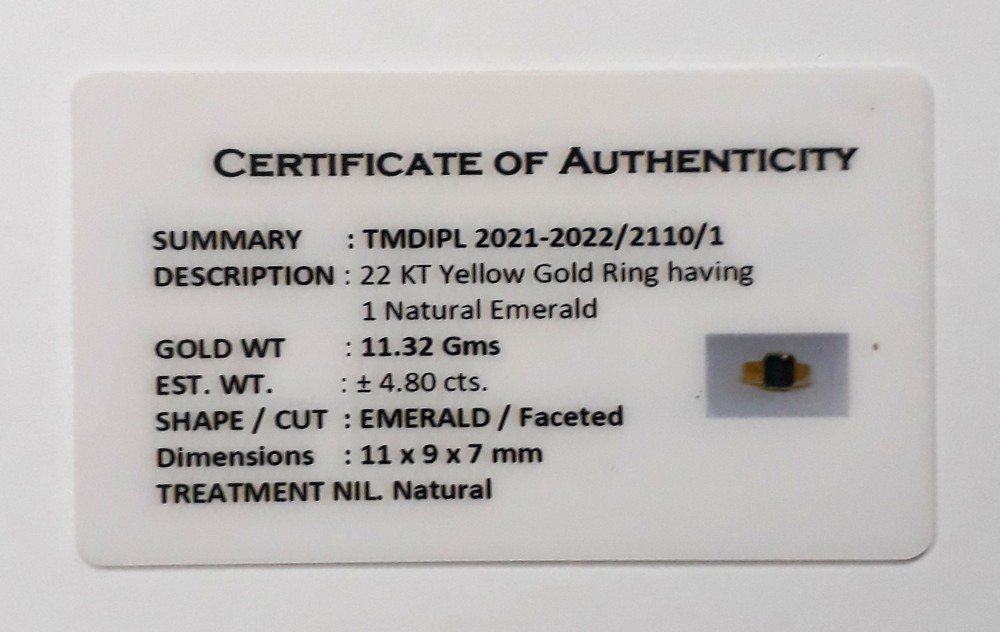 CERTIFICATE OF AUTHENTICITY
SUMMARY : TMDIPL 2021-2022/2110/1
DESCRIPTION : 22 KT Yellow Gold Ring having
1 Natural Emerald
GOLD WT : 11.32 Gms
EST. WT. : ± 4.80 cts.
SHAPE / CUT : EMERALD / Faceted
Dimensions : 11 x 9 x 7 mm
TREATMENT NIL. Natural